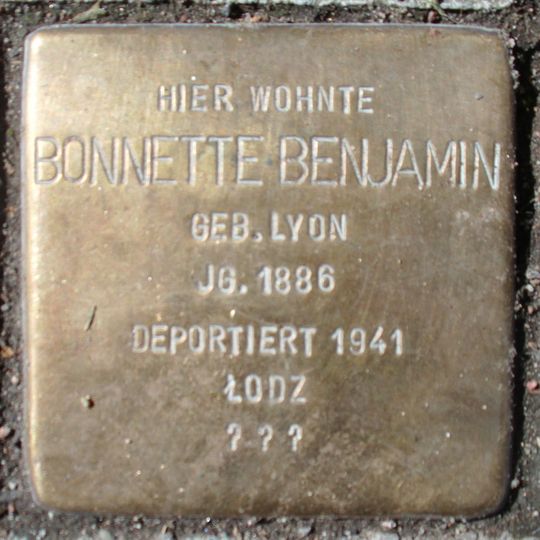 HIER WOHNTE
BONNETTE BENJAMIN
GEB. LYON
JG. 1886
DEPORTIERT 1941
ŁODZ
? ? ?